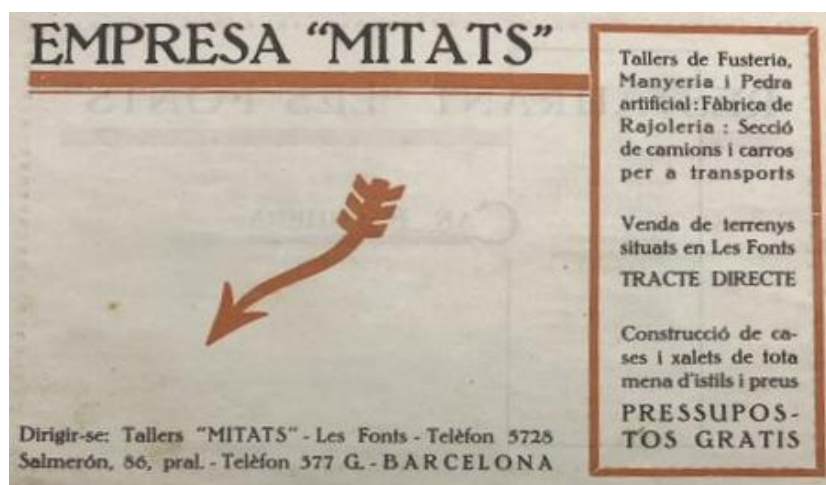 EMPRESA “MITATS”
Tallers de Fusteria,
Manyeria i Pedra
artificial : Fàbrica de
Rajoleria : Secció
de camions i carros
per a transports
Venda de terrenys
situats en Les Fonts
TRACTE DIRECTE
Construcció de ca-
ses i xalets de tota
mena d'istils i preus
PRESSUPOS-
TOS GRATIS
Dirigir-se: Tallers “MITATS” - Les Fonts - Telèfon 5728
Salmerón, 86, pral. - Telèfon 377 G. - BARCELONA